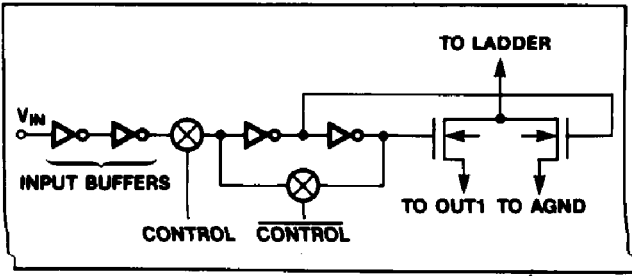 TO LADDER
VIN
INPUT BUFFERS
TO OUT1 TO AGND
CONTROL CONTROL